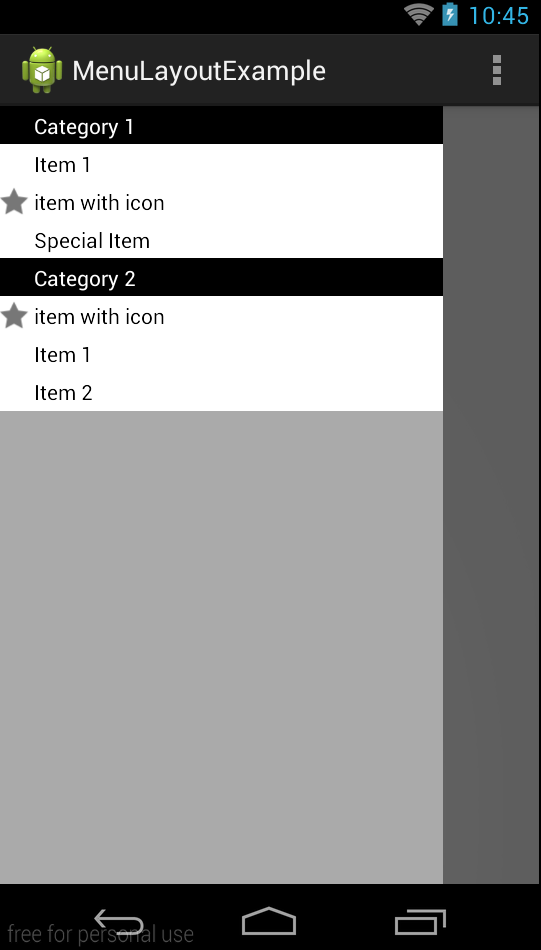 10:45
MenuLayoutExample
Category 1
Item 1
item with icon
Special Item
Category 2
item with icon
Item 1
Item 2
free for personal use